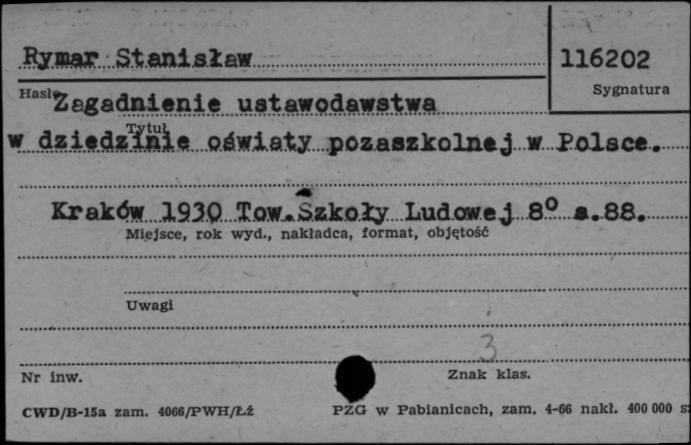 Rymar Stanisław
116202
Hasło
Sygnatura
Zagadnienie ustawodawstwa
Tytuł
w dziedzinie oświaty pozaszkolnej w Polsce.
Kraków 1930 Tow.Szkoły Ludowej 8° s.88.
Miejsce, rok wyd., nakładca, format, objętość
Uwagi
3
Nr inw.
Znak klas.
CWD/B-15a zam. 4066/PWH/Łź
PZG w Pabianicach, zam. 4-66 nakł. 400 000